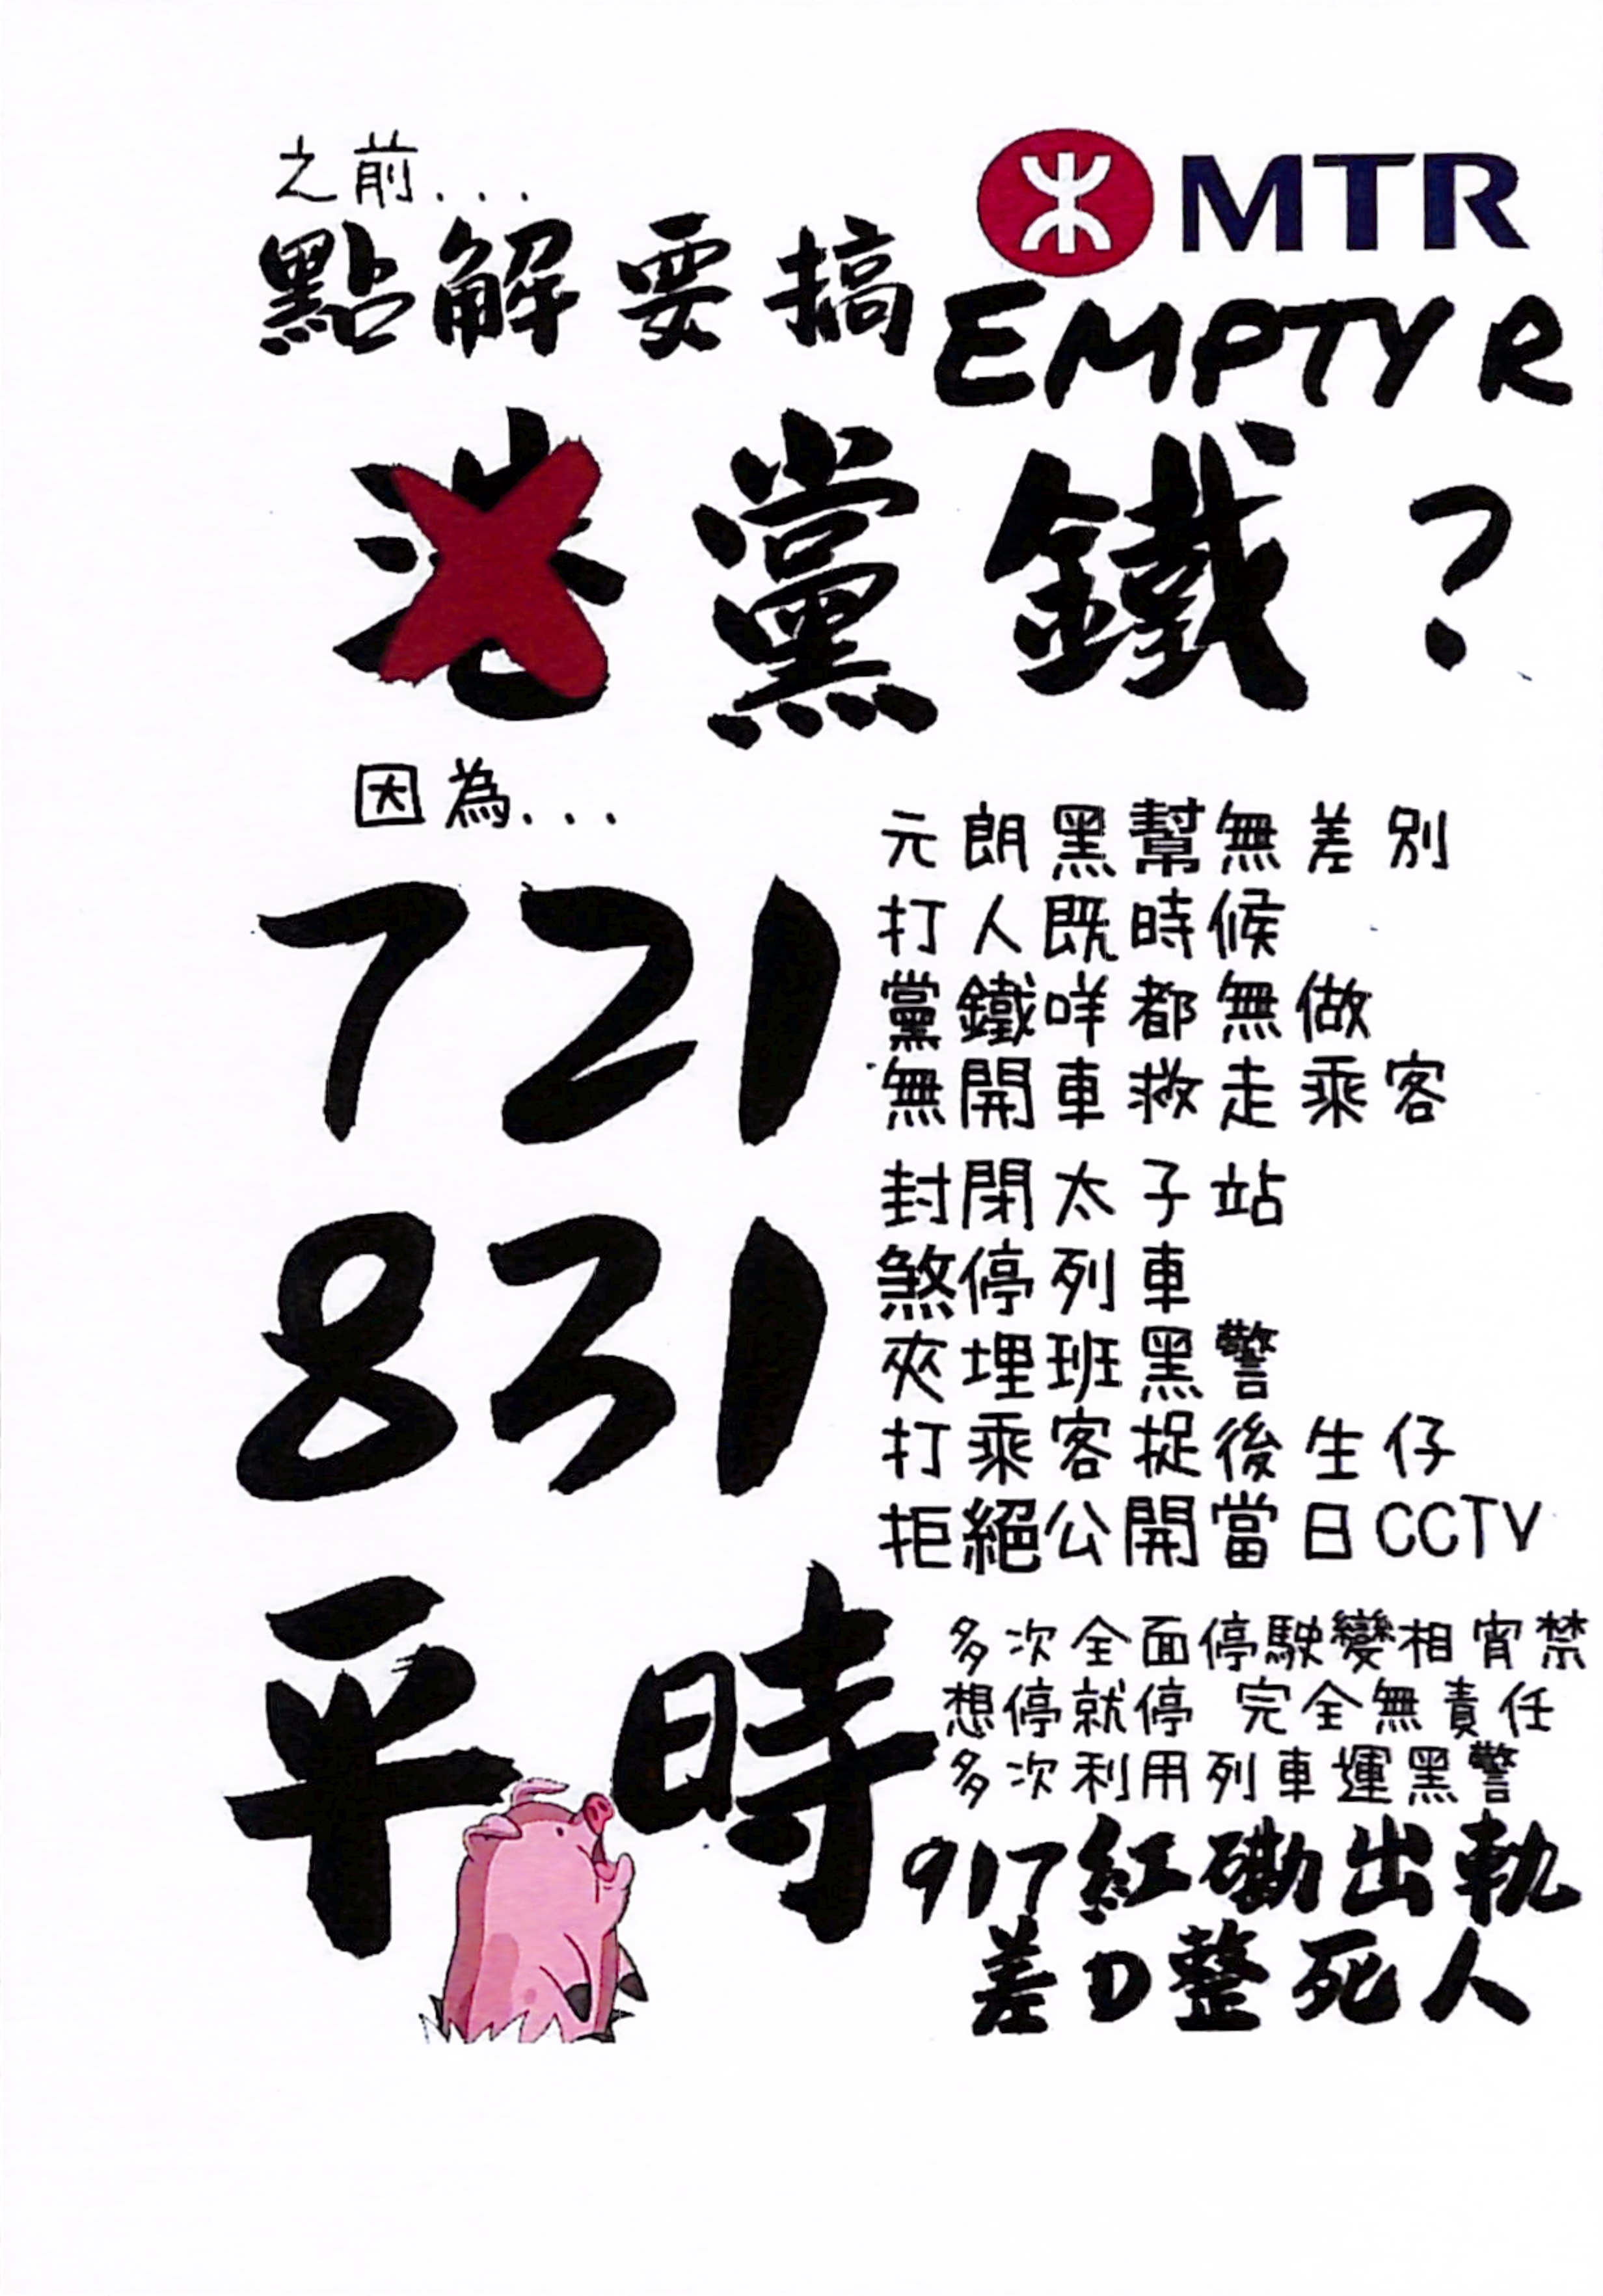 之前...
MTR
點解要搞 EMPTY R
港黨鐵？
因為...
721
元朗黑幫無差別
打人既時候
黨鐵咩都無做
無開車救走乘客
831
封閉太子站
煞停列車
夾埋班黑警
打乘客捉後生仔
拒絕公開當日CCTV
平時
多次全面停駛變相宵禁
想停就停 完全無責任
多次利用列車運黑警
917紅磡出軌
差D整死人